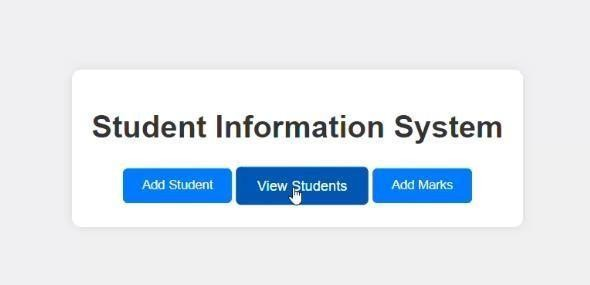 Student Information System
Add Student View Students Add Marks